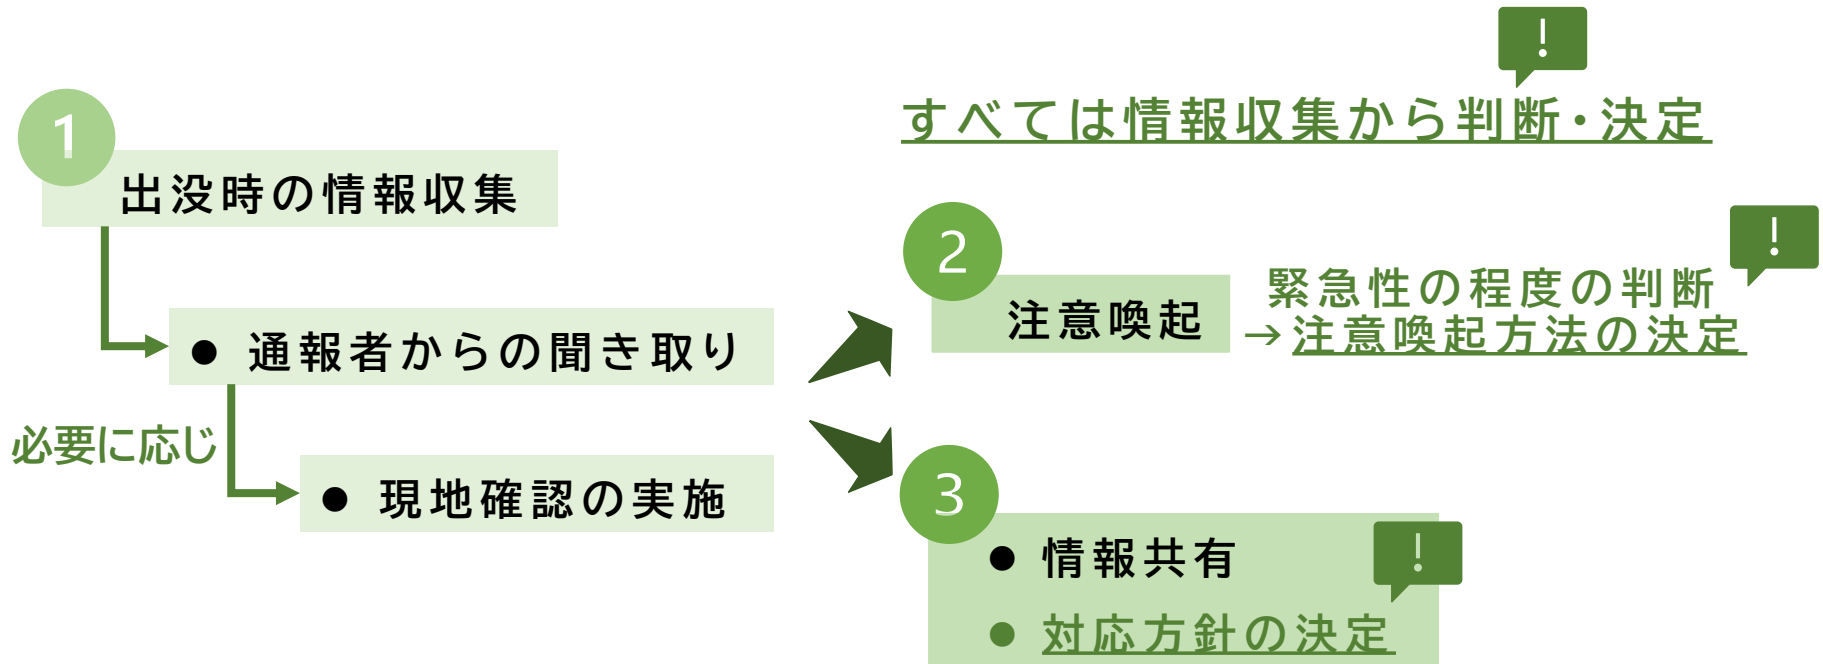 !
すべては情報収集から判断・決定
1
出没時の情報収集
● 通報者からの聞き取り
必要に応じ
● 現地確認の実施
2
注意喚起
!
緊急性の程度の判断
→注意喚起方法の決定
3
● 情報共有
!
● 対応方針の決定